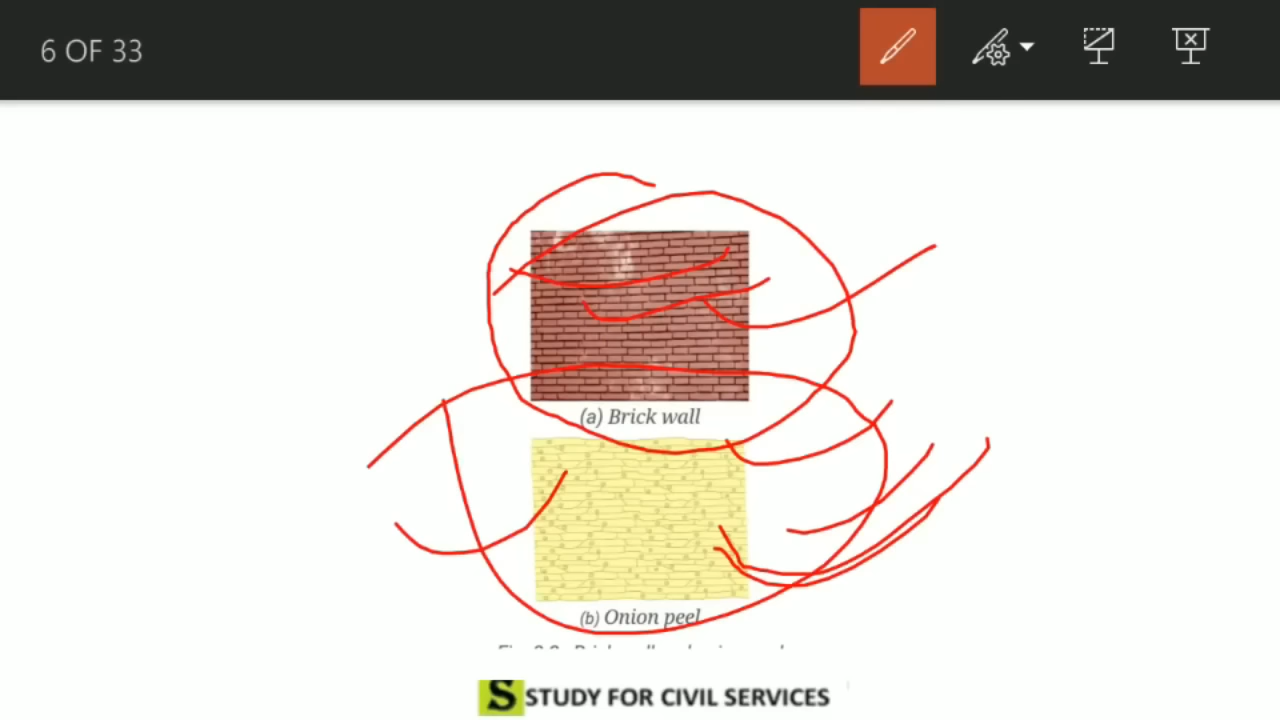 6 OF 33
(a) Brick wall
(b) Onion peel
S STUDY FOR CIVIL SERVICES